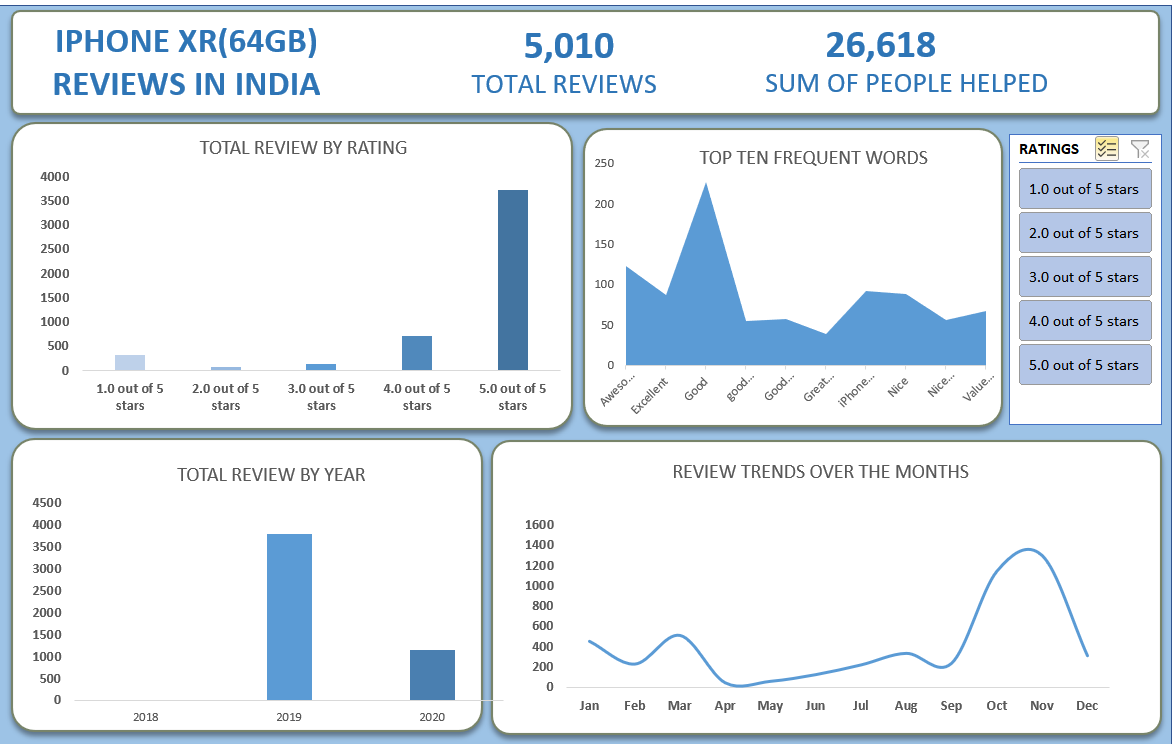 IPHONE XR(64GB)
REVIEWS IN INDIA
5,010
TOTAL REVIEWS
26,618
SUM OF PEOPLE HELPED
TOTAL REVIEW BY RATING
4000
3500
3000
2500
2000
1500
1000
500
0
1.0 out of 5
stars
2.0 out of 5
stars
3.0 out of 5
stars
4.0 out of 5
stars
5.0 out of 5
stars
TOP TEN FREQUENT WORDS
250
200
150
100
50
0
Aweso...
Excellent
Good
good...
Good...
Great...
iPhone...
Nice
Nice...
Value...
RATINGS
1.0 out of 5 stars
2.0 out of 5 stars
3.0 out of 5 stars
4.0 out of 5 stars
5.0 out of 5 stars
TOTAL REVIEW BY YEAR
4500
4000
3500
3000
2500
2000
1500
1000
500
0
2018
2019
2020
REVIEW TRENDS OVER THE MONTHS
1600
1400
1200
1000
800
600
400
200
0
Jan Feb Mar Apr May Jun Jul Aug Sep Oct Nov Dec